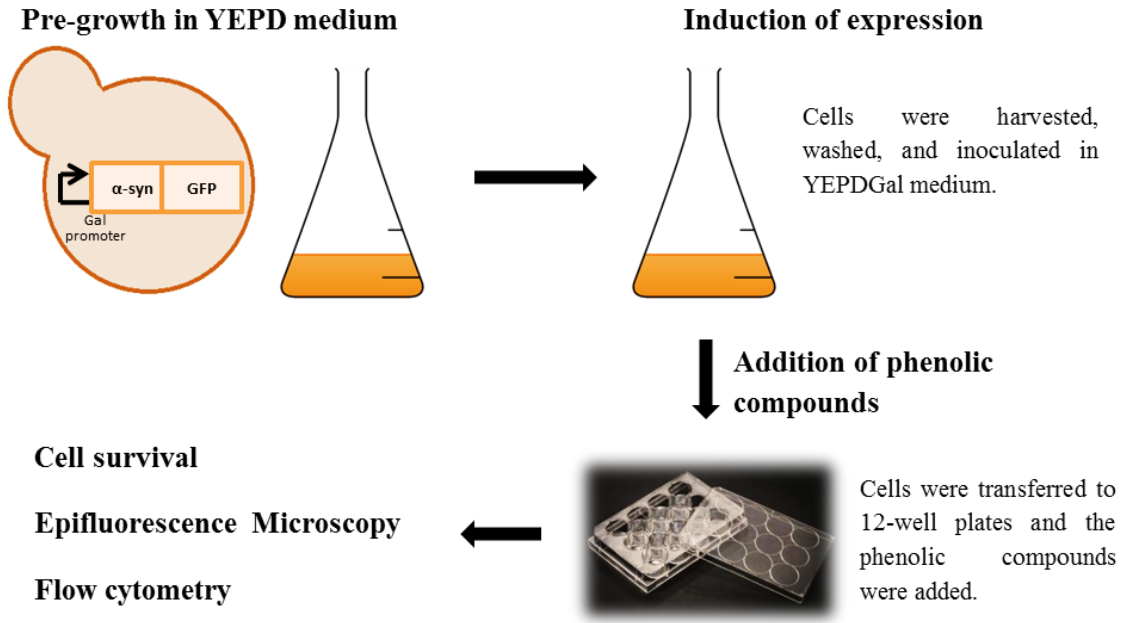 Pre-growth in YEPD medium
Induction of expression
α-syn
GFP
Gal
promoter
Cells were harvested,
washed, and inoculated in
YEPDGal medium.
Addition of phenolic
compounds
Cells were transferred to
12-well plates and the
phenolic compounds
were added.
Cell survival
Epifluorescence Microscopy
Flow cytometry